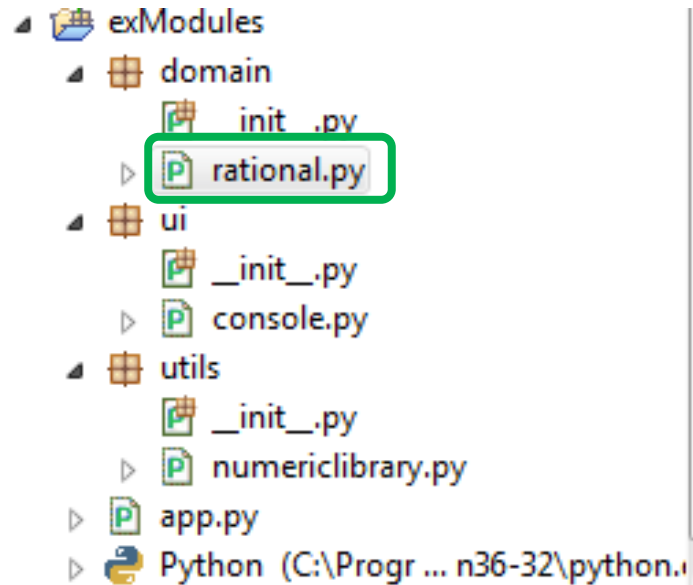 exModules
domain
__init__.py
rational.py
ui
__init__.py
console.py
utils
__init__.py
numericlibrary.py
app.py
Python (C:\Progr ... n36-32\python.